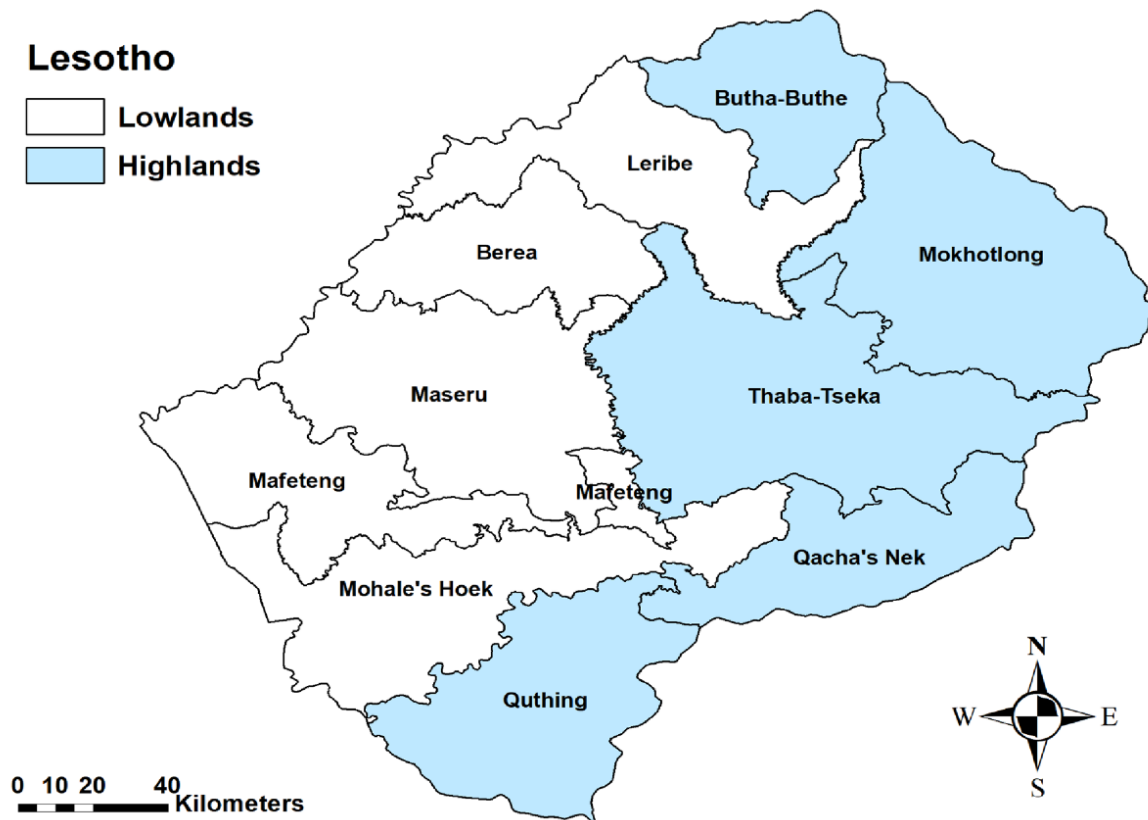 Lesotho
Lowlands
Highlands
Butha-Buthe
Leribe
Berea
Mokhotlong
Maseru
Thaba-Tseka
Mafeteng
Mafeteng
Qacha's Nek
Mohale's Hoek
Quthing
N
W
E
S
0 10 20 40
Kilometers